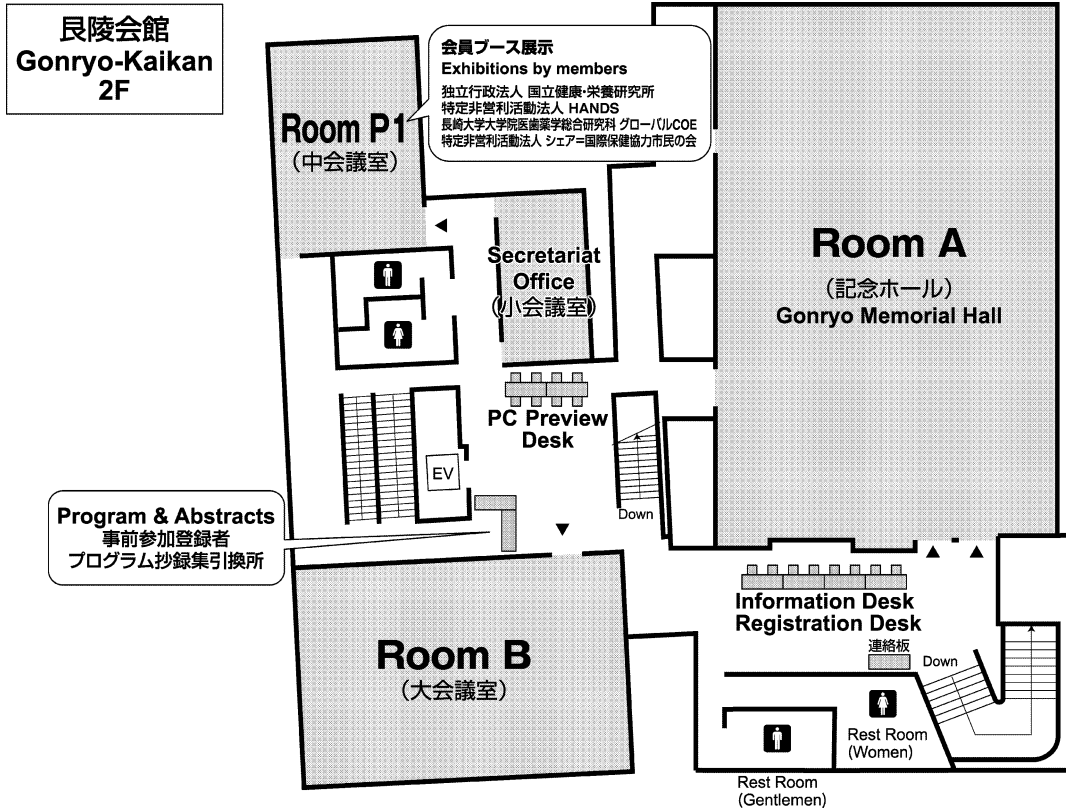 艮陵会館
Gonryo-Kaikan
2F
会員ブース展示
Exhibitions by members
独立行政法人 国立健康・栄養研究所
特定非営利活動法人 HANDS
長崎大学大学院医歯薬学総合研究科 グローバルCOE
特定非営利活動法人 シェア＝国際保健協力市民の会
Room P1
（中会議室）
Secretariat
Office
（小会議室）
Room A
（記念ホール）
Gonryo Memorial Hall
PC Preview
Desk
EV
Down
Program & Abstracts
事前参加登録者
プログラム抄録集引換所
Information Desk
Registration Desk
連絡板
Down
Room B
（大会議室）
Rest Room
(Women)
Rest Room
(Gentlemen)